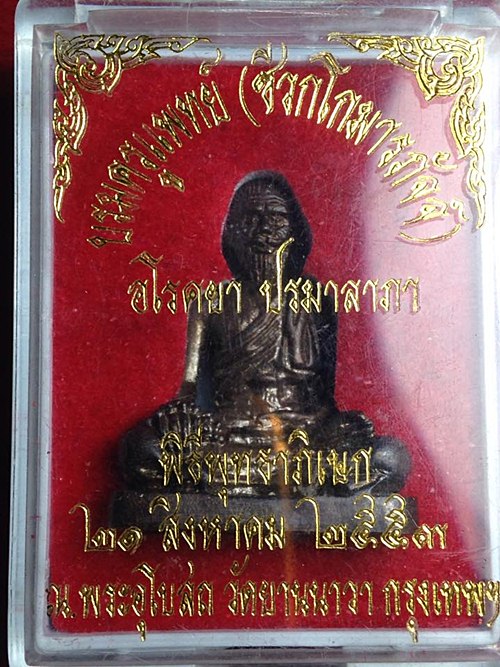 บรมครูแพทย์ (ชีวกโกมารภัจจ์)
อโรคยา ปรมาลาภา
พิธีพุทธาภิเษก
๒๑ สิงหาคม ๒๕๕๓
ณ.พระอุโบสถ วัดยานนาวา กรุงเทพฯ